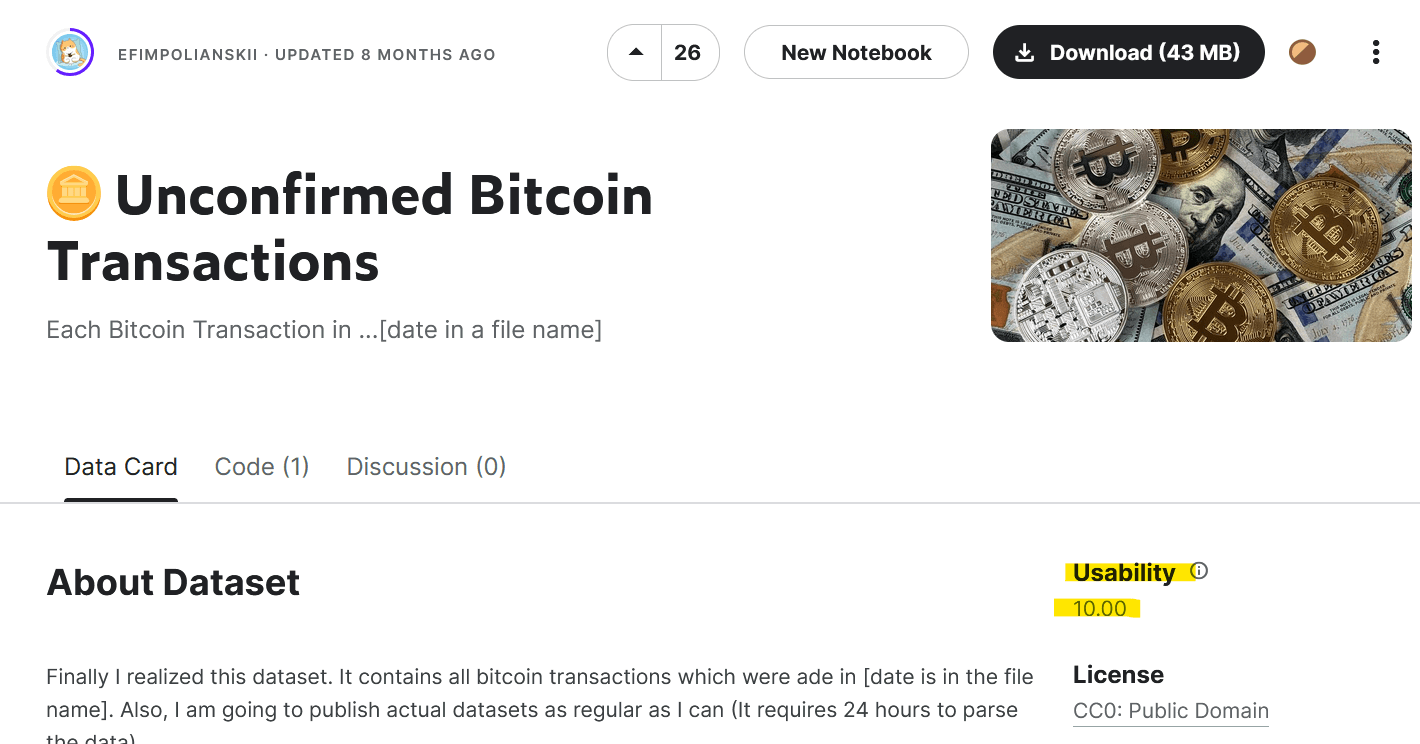 EFIMPOLIANSKII · UPDATED 8 MONTHS AGO
26
New Notebook
Download (43 MB)
Unconfirmed Bitcoin
Transactions
Each Bitcoin Transaction in ...[date in a file name]
Data Card
Code (1)
Discussion (0)
About Dataset
Finally I realized this dataset. It contains all bitcoin transactions which were ade in [date is in the file
name]. Also, I am going to publish actual datasets as regular as I can (It requires 24 hours to parse
the data)
Usability
10.00
License
CC0: Public Domain